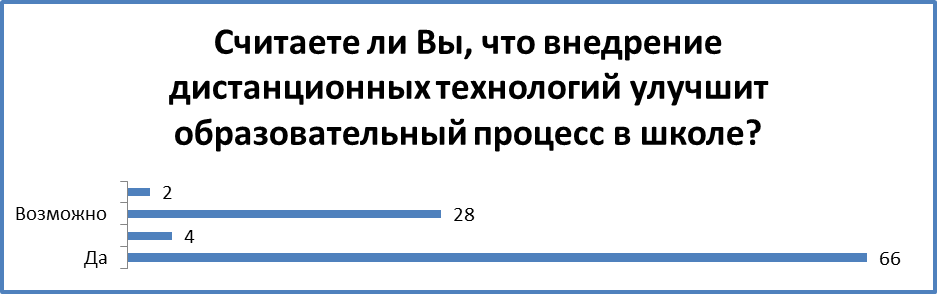 Считаете ли Вы, что внедрение
дистанционных технологий улучшит
образовательный процесс в школе?
2
Возможно 28
4
Да 66